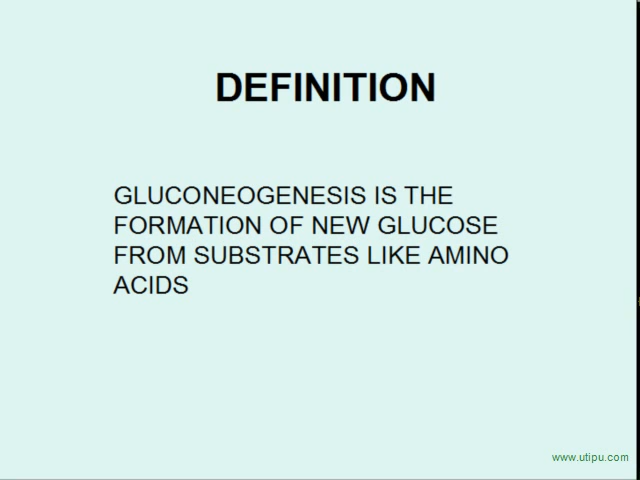 DEFINITION
GLUCONEOGENESIS IS THE
FORMATION OF NEW GLUCOSE
FROM SUBSTRATES LIKE AMINO
ACIDS
www.utipu.com